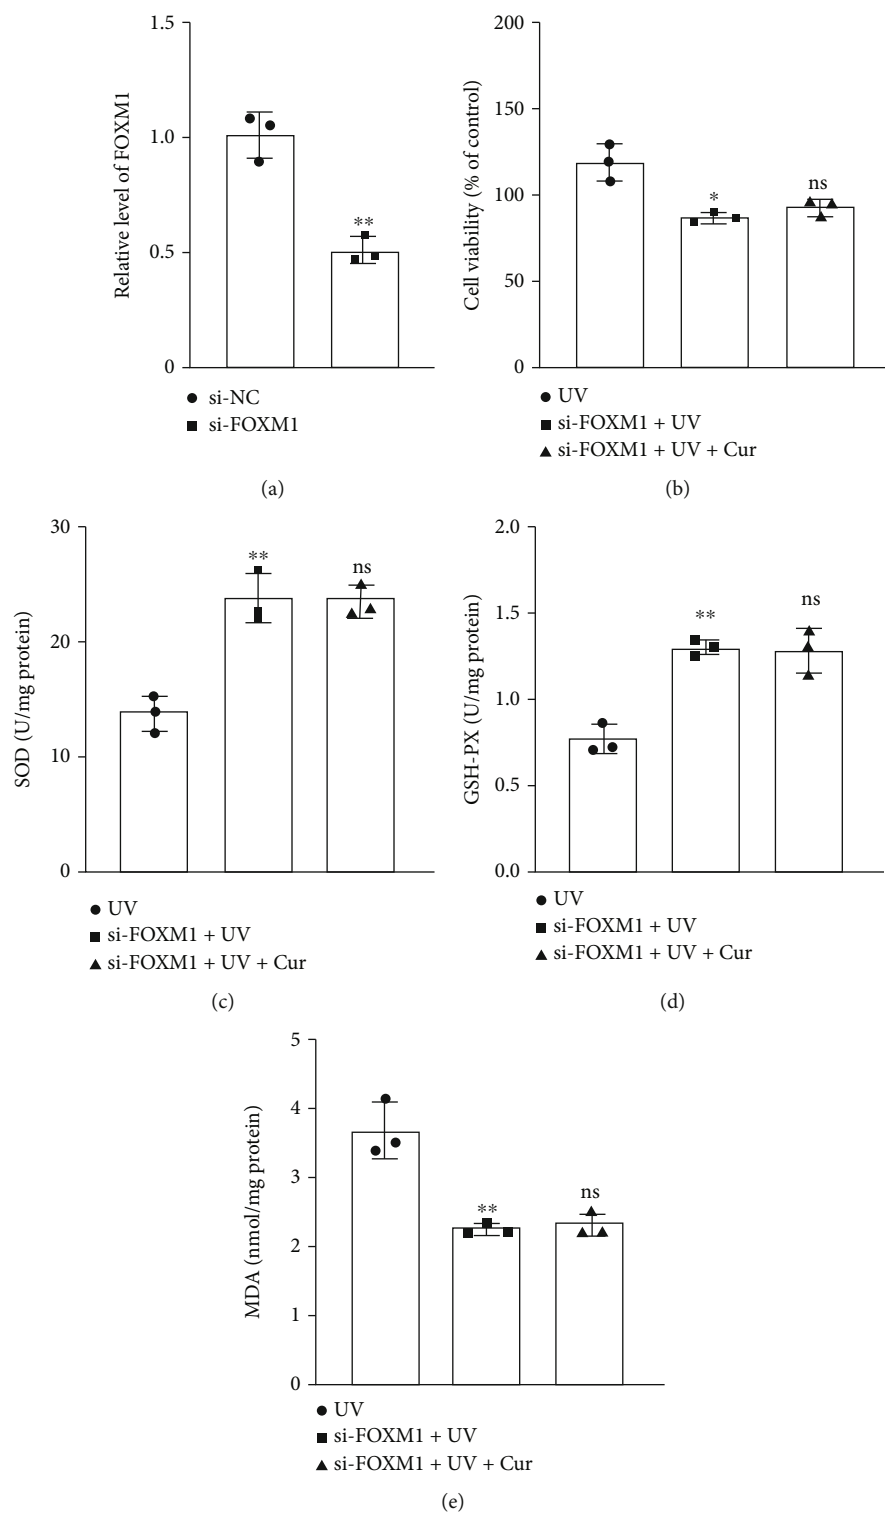 1.5
1.0
0.5
0
Relative level of FOXM1
**
si-NC
si-FOXM1
(a)
200
150
100
50
0
Cell viability (% of control)
*
ns
UV
si-FOXM1 + UV
si-FOXM1 + UV + Cur
(b)
30
20
10
0
SOD (U/mg protein)
**
ns
UV
si-FOXM1 + UV
si-FOXM1 + UV + Cur
(c)
2.0
1.5
1.0
0.5
0.0
GSH-PX (U/mg protein)
**
ns
UV
si-FOXM1 + UV
si-FOXM1 + UV + Cur
(d)
5
4
3
2
1
0
MDA (nmol/mg protein)
**
ns
UV
si-FOXM1 + UV
si-FOXM1 + UV + Cur
(e)